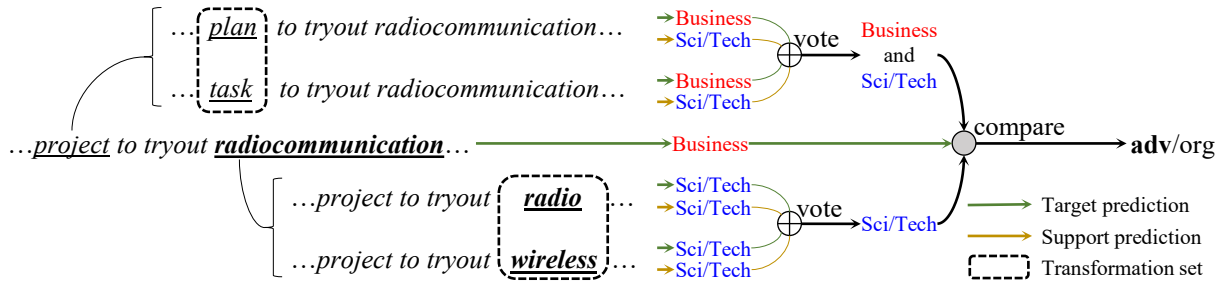 … plan to tryout radiocommunication…
Business
Sci/Tech
vote
Business
and
Sci/Tech
… task to tryout radiocommunication…
Business
Sci/Tech
…project to tryout radiocommunication…
Business
compare
adv/org
…project to tryout radio …
Sci/Tech
Sci/Tech
vote
Sci/Tech
…project to tryout wireless …
Sci/Tech
Sci/Tech
Target prediction
Support prediction
Transformation set